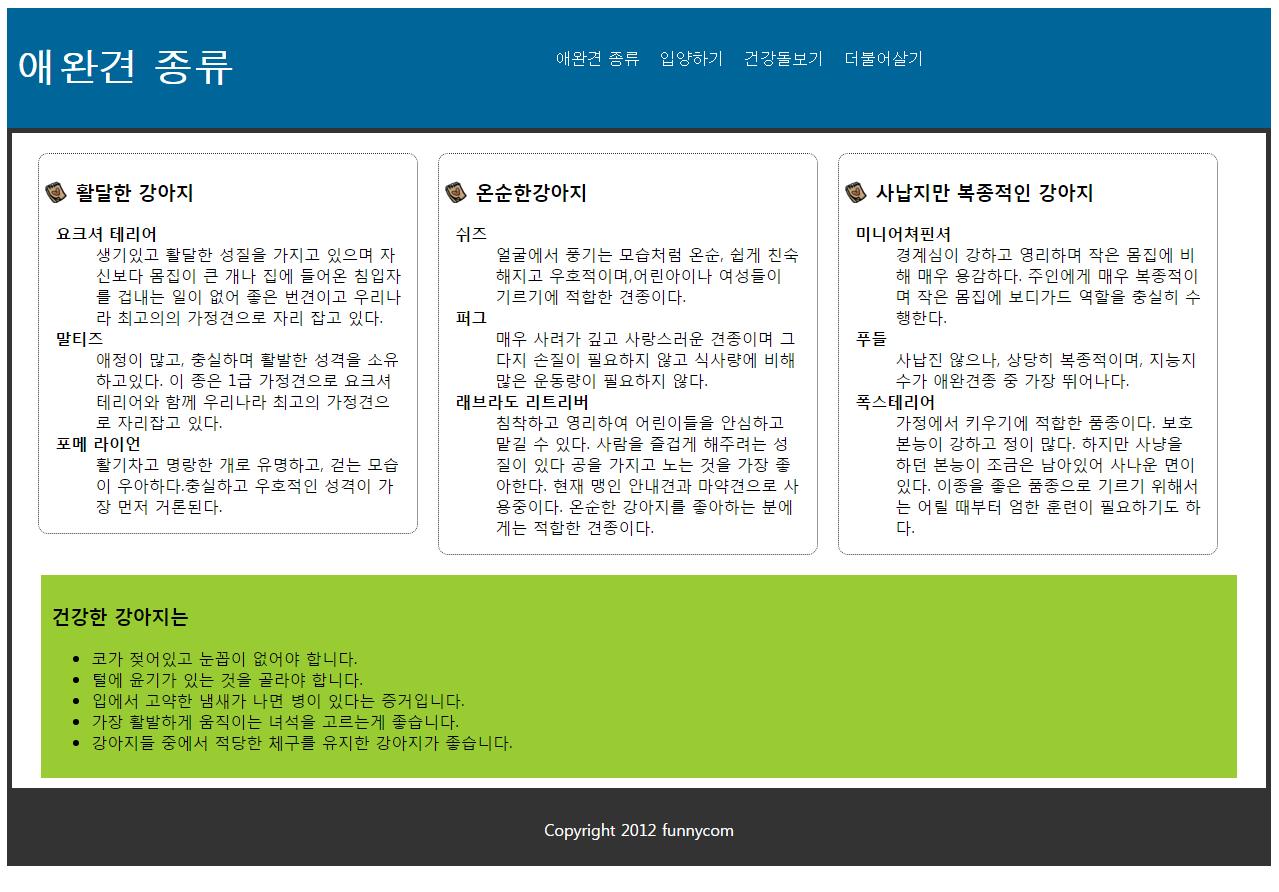 애완견 종류
애완견 종류 입양하기 건강돌보기 더불어살기
활달한 강아지
요크셔 테리어
생기있고 활달한 성질을 가지고 있으며 자
신보다 몸집이 큰 개나 집에 들어온 침입자
를 겁내는 일이 없어 좋은 번견이고 우리나
라 최고의의 가정견으로 자리 잡고 있다.
말티즈
애정이 많고, 충실하며 활발한 성격을 소유
하고있다. 이 종은 1급 가정견으로 요크셔
테리어와 함께 우리나라 최고의 가정견으
로 자리잡고 있다.
포메 라이언
활기차고 명랑한 개로 유명하고, 걷는 모습
이 우아하다.충실하고 우호적인 성격이 가
장 먼저 거론된다.
온순한강아지
쉬즈
얼굴에서 풍기는 모습처럼 온순, 쉽게 친숙
해지고 우호적이며,어린아이나 여성들이
기르기에 적합한 견종이다.
퍼그
매우 사려가 깊고 사랑스러운 견종이며 그
다지 손질이 필요하지 않고 식사량에 비해
많은 운동량이 필요하지 않다.
래브라도 리트리버
침착하고 영리하여 어린이들을 안심하고
맡길 수 있다. 사람을 즐겁게 해주려는 성
질이 있다 공을 가지고 노는 것을 가장 좋
아한다. 현재 맹인 안내견과 마약견으로 사
용중이다. 온순한 강아지를 좋아하는 분에
게는 적합한 견종이다.
사납지만 복종적인 강아지
미니어쳐핀셔
경계심이 강하고 영리하며 작은 몸집에 비
해 매우 용감하다. 주인에게 매우 복종적이
며 작은 몸집에 보디가드 역할을 충실히 수
행한다.
푸들
사납진 않으나, 상당히 복종적이며, 지능지
수가 애완견종 중 가장 뛰어나다.
폭스테리어
가정에서 키우기에 적합한 품종이다. 보호
본능이 강하고 정이 많다. 하지만 사냥을
하던 본능이 조금은 남아있어 사나운 면이
있다. 이종을 좋은 품종으로 기르기 위해서
는 어릴 때부터 엄한 훈련이 필요하기도 하
다.
건강한 강아지는
코가 젖어있고 눈꼽이 없어야 합니다.
털에 윤기가 있는 것을 골라야 합니다.
입에서 고약한 냄새가 나면 병이 있다는 증거입니다.
가장 활발하게 움직이는 녀석을 고르는게 좋습니다.
강아지들 중에서 적당한 체구를 유지한 강아지가 좋습니다.
Copyright 2012 funnycom